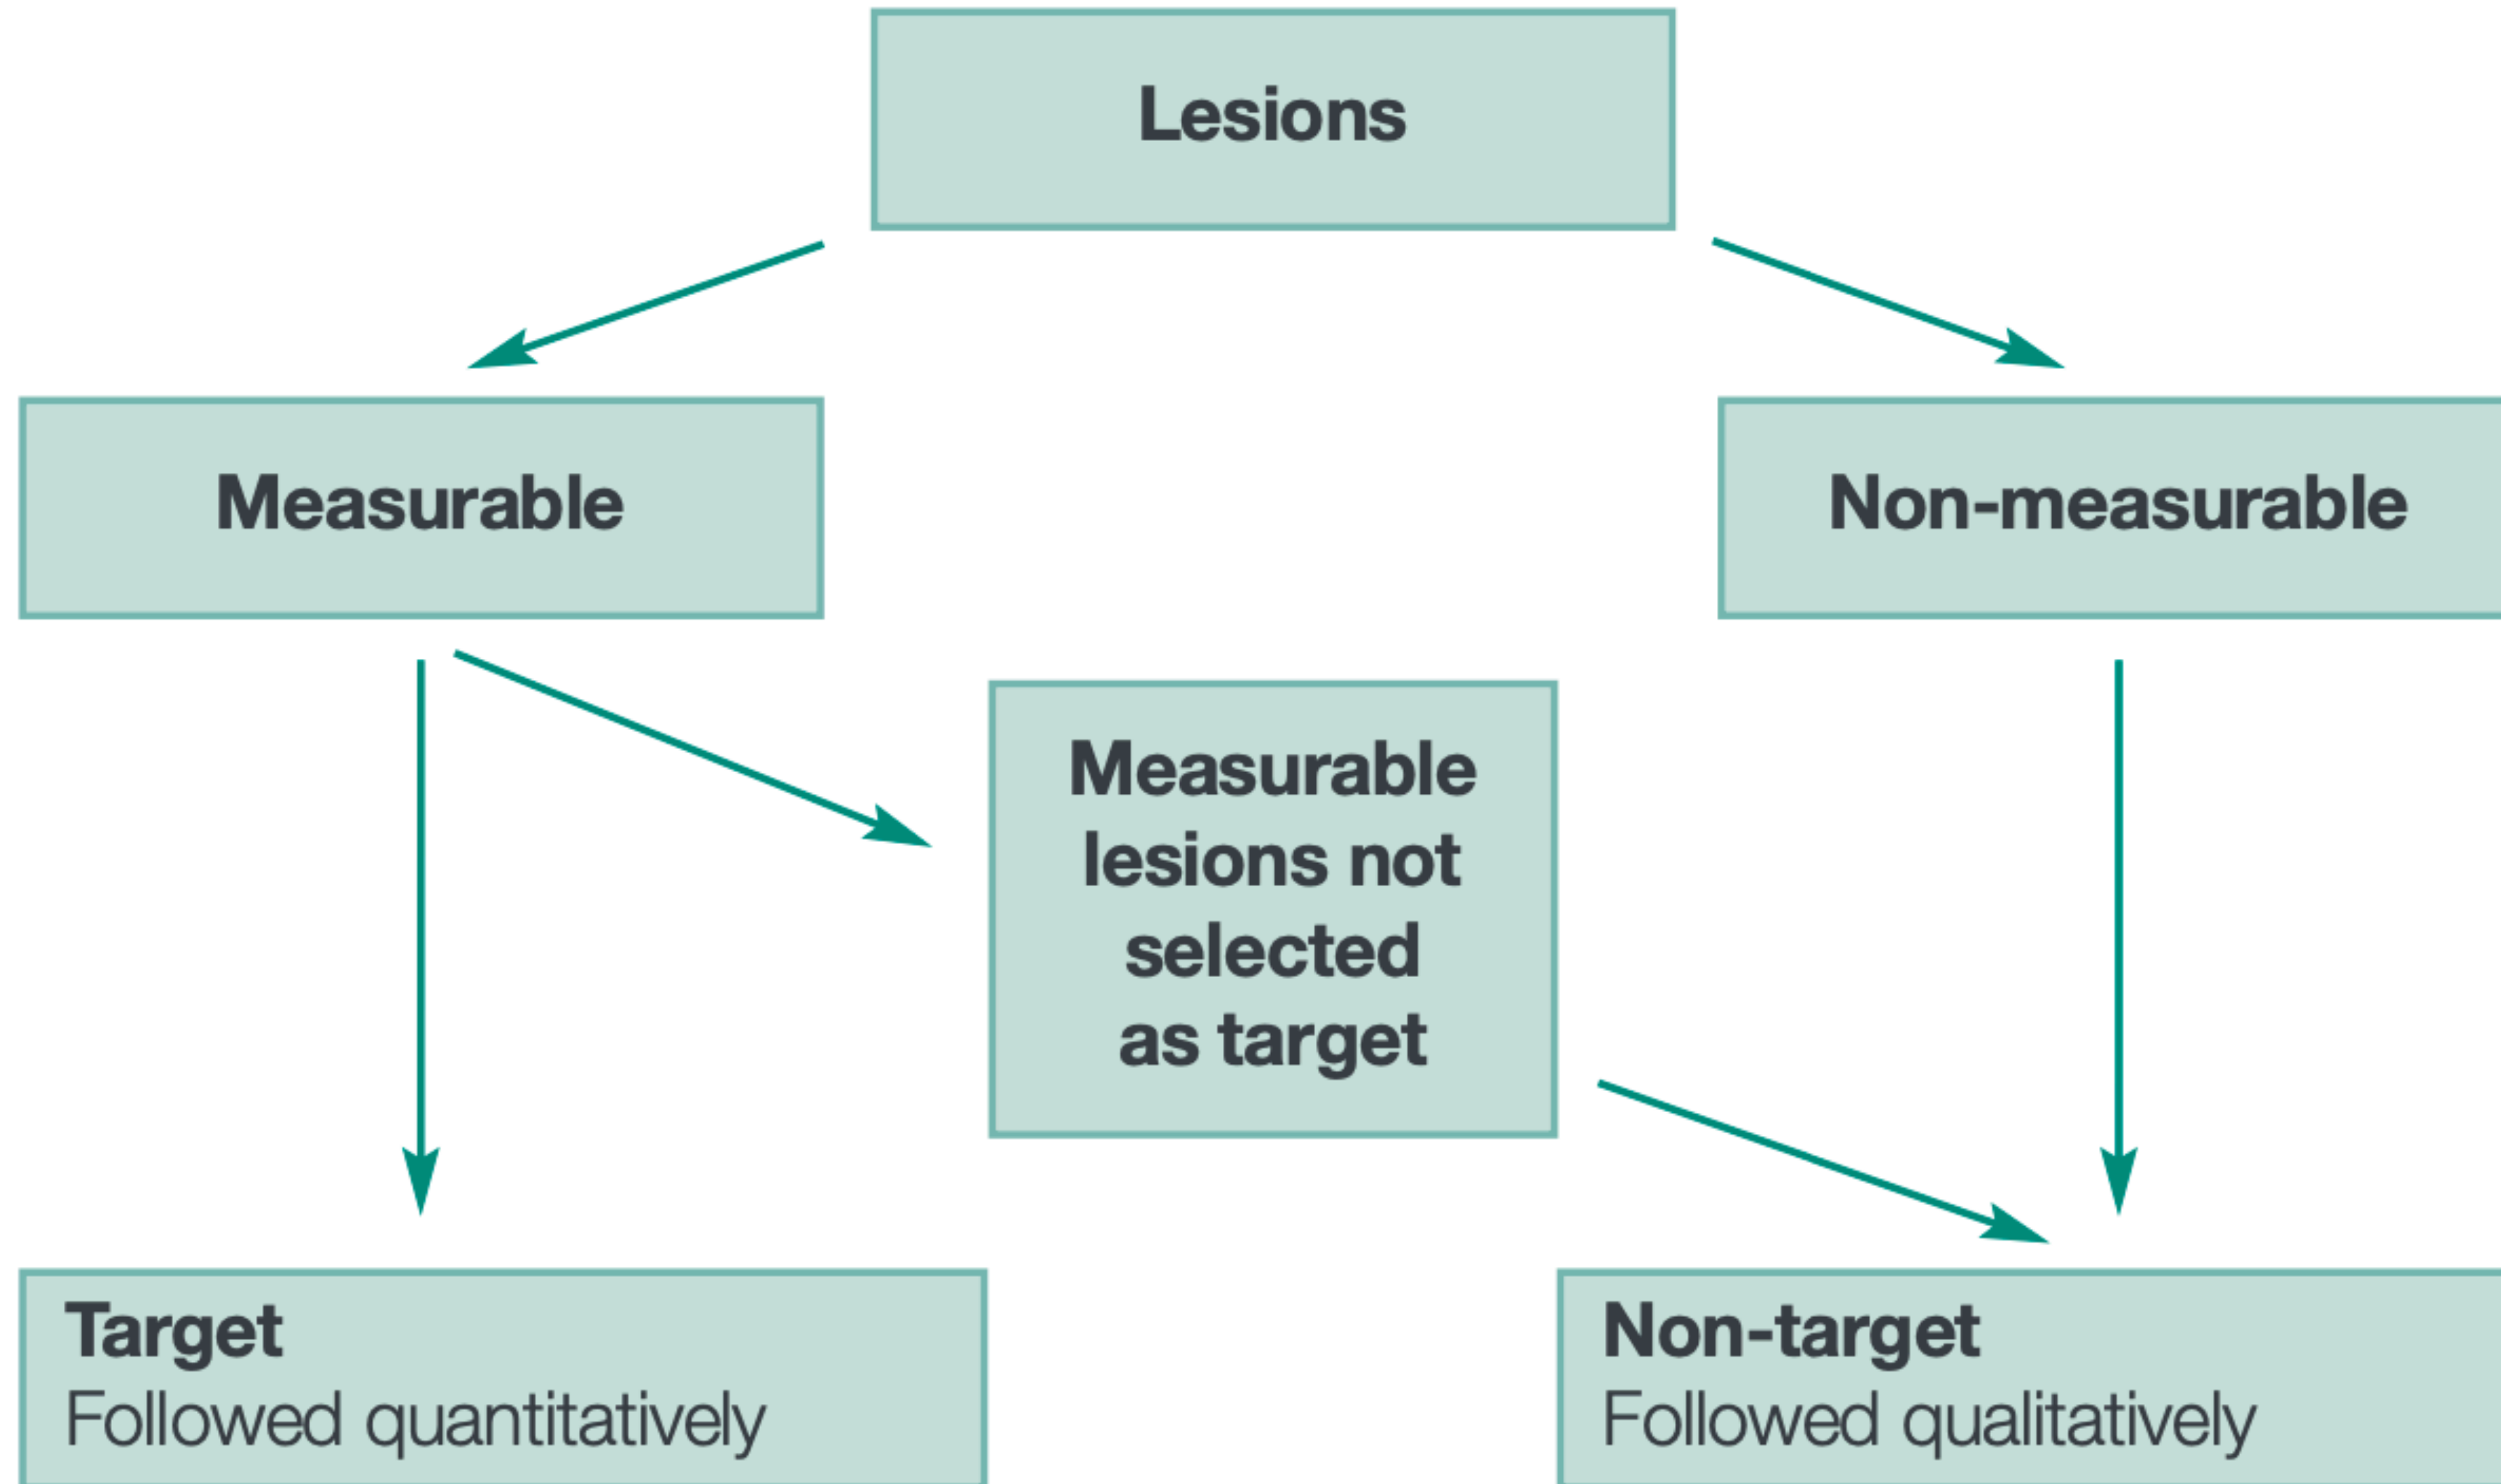 Lesions
Measurable
Non-measurable
Measurable
lesions not
selected
as target
Target
Followed quantitatively
Non-target
Followed qualitatively